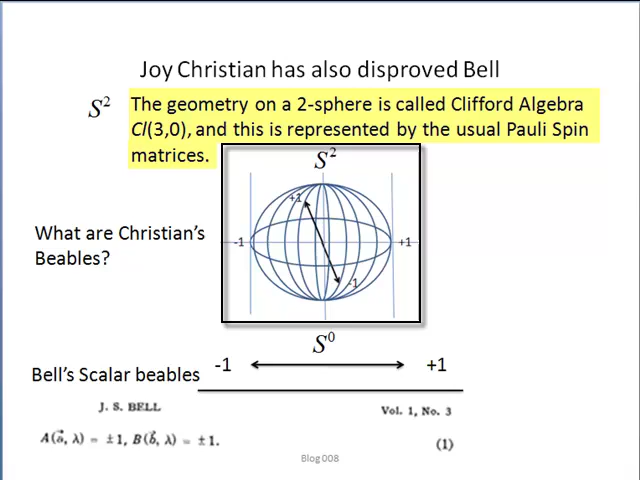 Joy Christian has also disproved Bell
S² The geometry on a 2-sphere is called Clifford Algebra
Cl(3,0), and this is represented by the usual Pauli Spin
matrices.
S²
+1
What are Christian's
Beables?
-1
+1
-1
S⁰
Bell's Scalar beables
-1
+1
J. S. BELL
Vol. 1, No. 3
A(a⃗, λ) = ±1, B(b⃗, λ) = ±1.
(1)
Blog 008